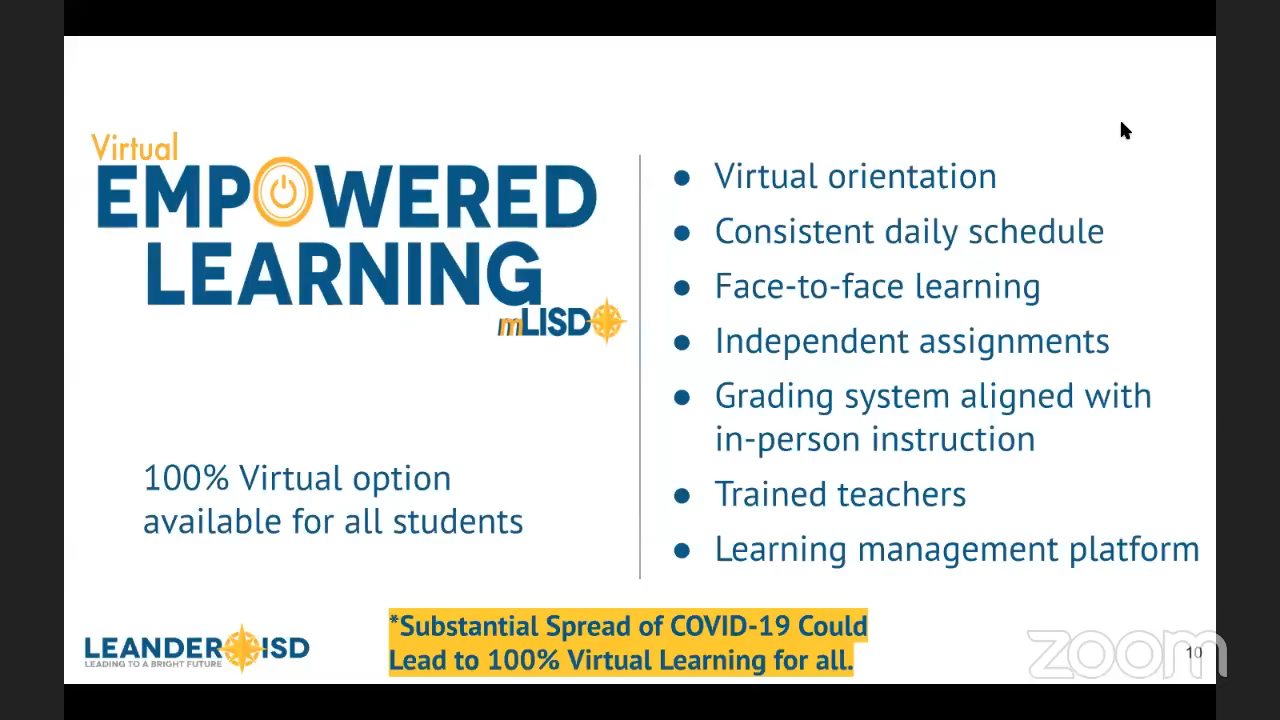 Virtual
EMPOWERED
LEARNING
mLISD
100% Virtual option
available for all students
● Virtual orientation
● Consistent daily schedule
● Face-to-face learning
● Independent assignments
● Grading system aligned with
in-person instruction
● Trained teachers
● Learning management platform
*Substantial Spread of COVID-19 Could
Lead to 100% Virtual Learning for all.
LEANDER ISD
LEADING TO A BRIGHT FUTURE
zoom
10